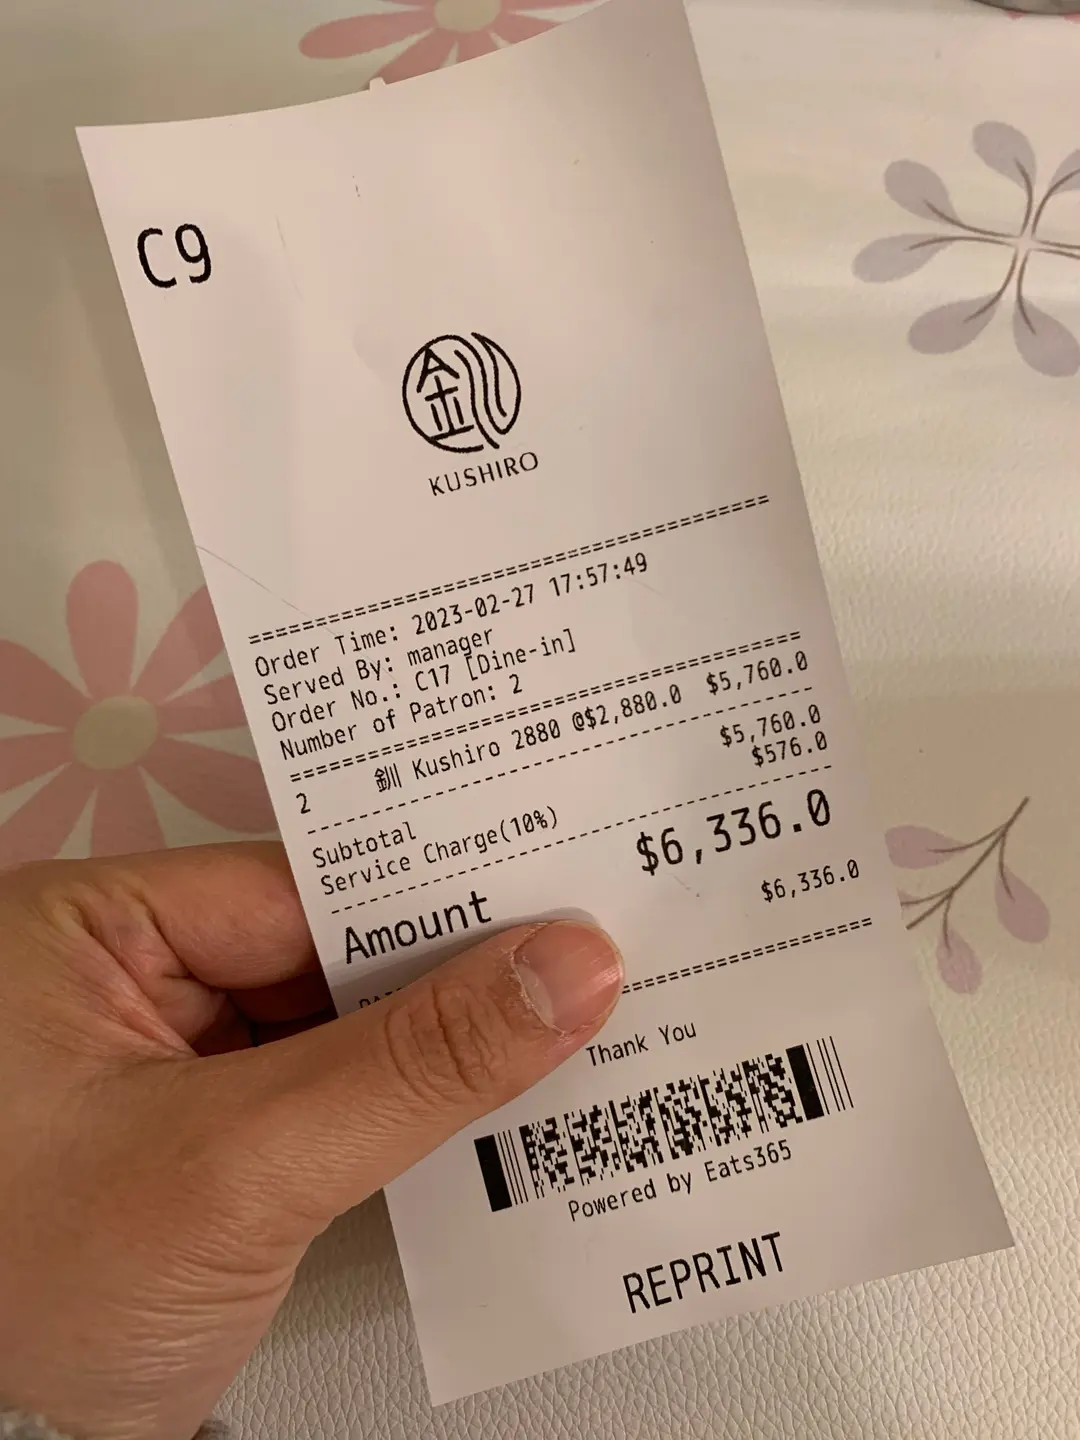 C9
釧
KUSHIRO
Order Time: 2023-02-27 17:57:49
Served By: manager
Order No.: C17 [Dine-in]
Number of Patron: 2
2 釧 Kushiro 2880 @$2,880.0 $5,760.0
Subtotal $5,760.0
Service Charge(10%) $576.0
Amount $6,336.0
$6,336.0
Thank You
Powered by Eats365
REPRINT